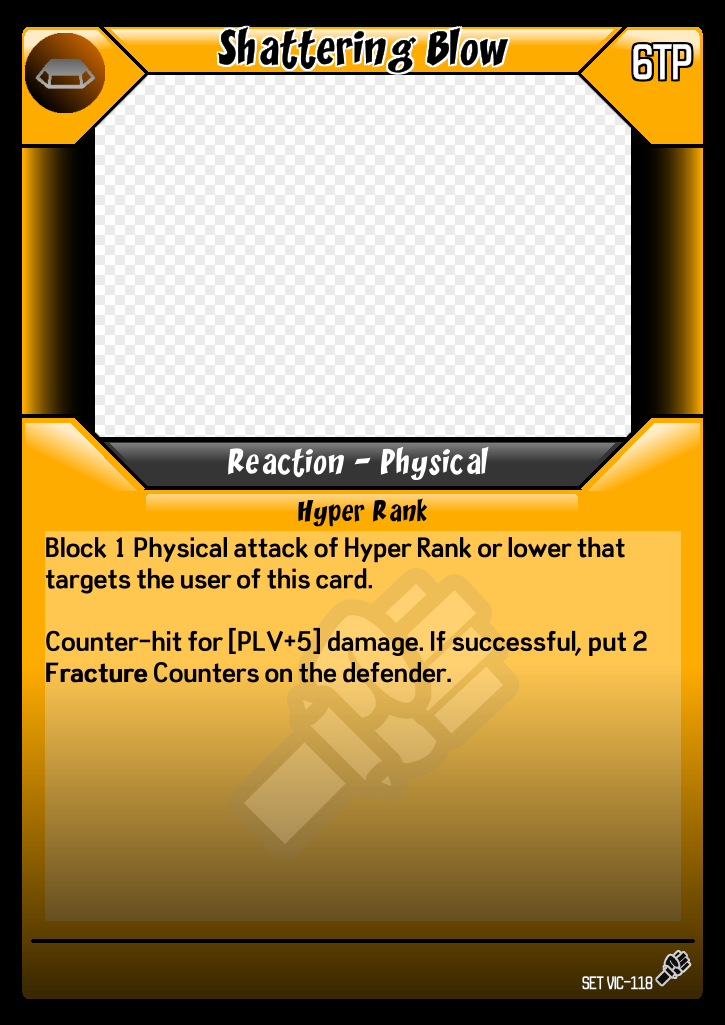 Shattering Blow
6TP
Reaction - Physical
Hyper Rank
Block 1 Physical attack of Hyper Rank or lower that
targets the user of this card.
Counter-hit for [PLV+5] damage. If successful, put 2
Fracture Counters on the defender.
SET VIC-118